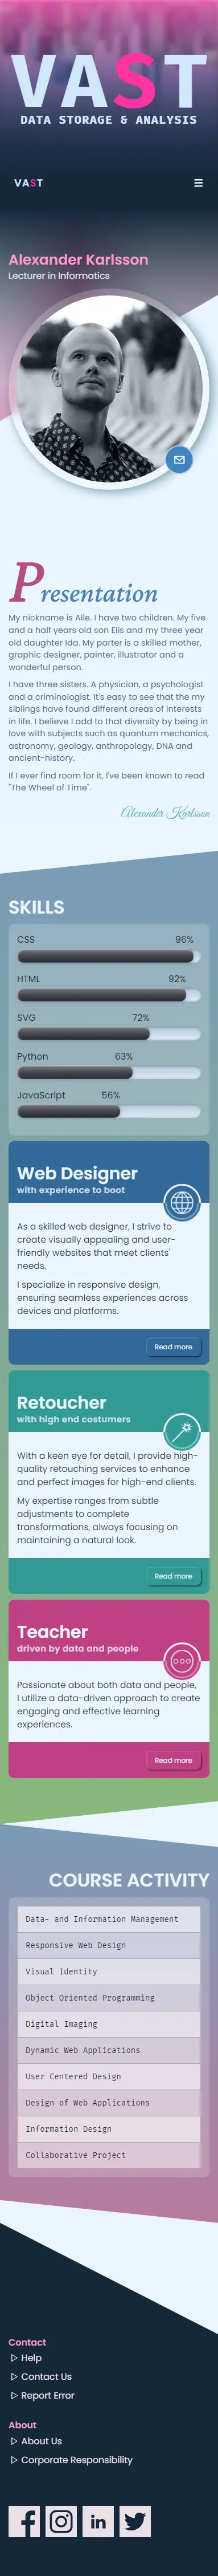 VAST
DATA STORAGE & ANALYSIS
VAST
Alexander Karlsson
Lecturer in Informatics
Presentation
My nickname is Alle. I have two children. My five
and a half years old son Elis and my three year
old daughter Ida. My parter is a skilled mother,
graphic designer, painter, illustrator and a
wonderful person.
I have three sisters. A physician, a psychologist
and a criminologist. It's easy to see that the my
siblings have found different areas of interests
in life. I believe I add to that diversity by being in
love with subjects such as quantum mechanics,
astronomy, geology, anthropology, DNA and
ancient-history.
If I ever find room for it, I've been known to read
"The Wheel of Time".
Alexander Karlsson
SKILLS
CSS 96%
HTML 92%
SVG 72%
Python 63%
JavaScript 56%
Web Designer
with experience to boot
As a skilled web designer, I strive to
create visually appealing and user-
friendly websites that meet clients'
needs.
I specialize in responsive design,
ensuring seamless experiences across
devices and platforms.
Read more
Retoucher
with high end costumers
With a keen eye for detail, I provide high-
quality retouching services to enhance
and perfect images for high-end clients.
My expertise ranges from subtle
adjustments to complete
transformations, always focusing on
maintaining a natural look.
Read more
Teacher
driven by data and people
Passionate about both data and people,
I utilize a data-driven approach to create
engaging and effective learning
experiences.
Read more
COURSE ACTIVITY
Data- and Information Management
Responsive Web Design
Visual Identity
Object Oriented Programming
Digital Imaging
Dynamic Web Applications
User Centered Design
Design of Web Applications
Information Design
Collaborative Project
Contact
Help
Contact Us
Report Error
About
About Us
Corporate Responsibility